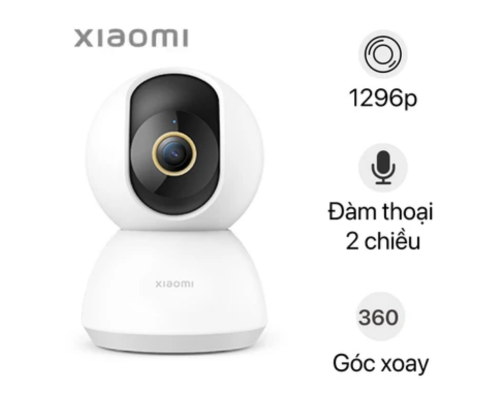 xiaomi
1296p
Đàm thoại
2 chiều
xiaomi
360
Góc xoay